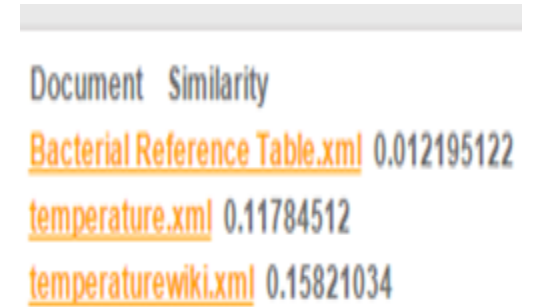 Document Similarity
Bacterial Reference Table.xml 0.012195122
temperature.xml 0.11784512
temperaturewiki.xml 0.15821034